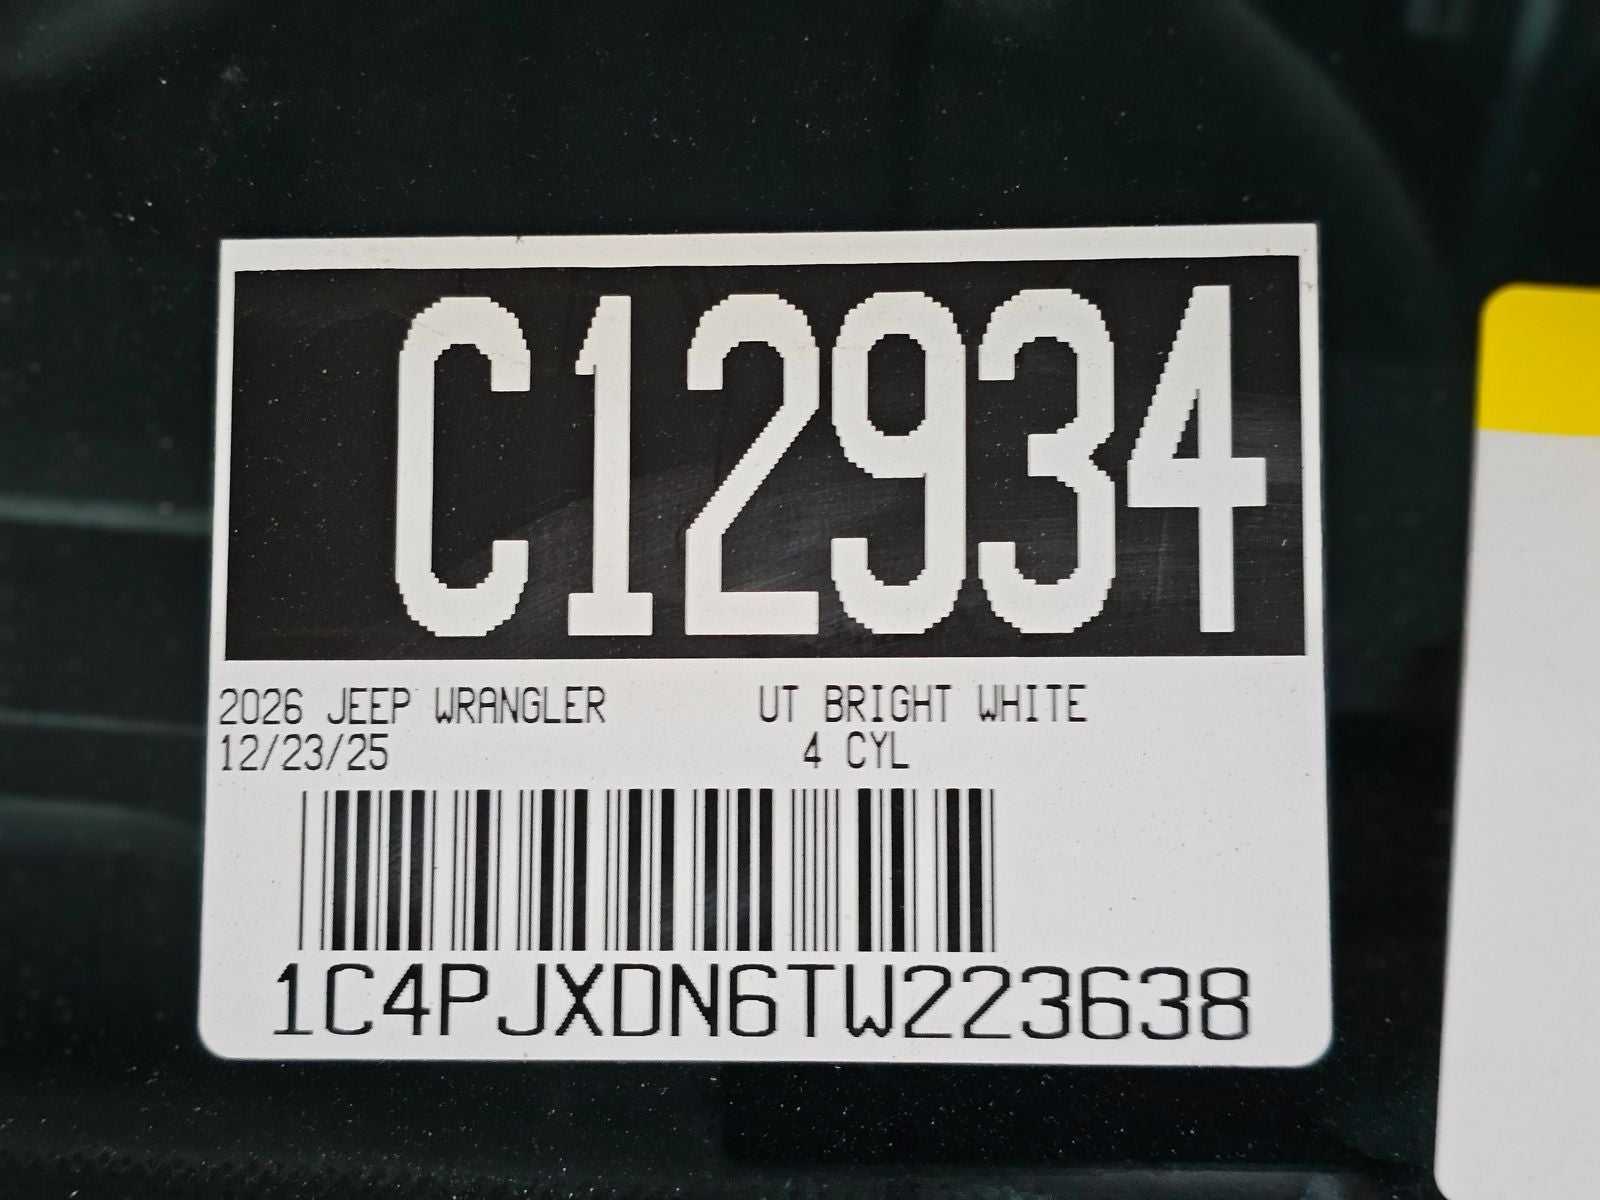 C12934
2026 JEEP WRANGLER UT BRIGHT WHITE
12/23/25 4 CYL
1C4PJXDN6TW223638